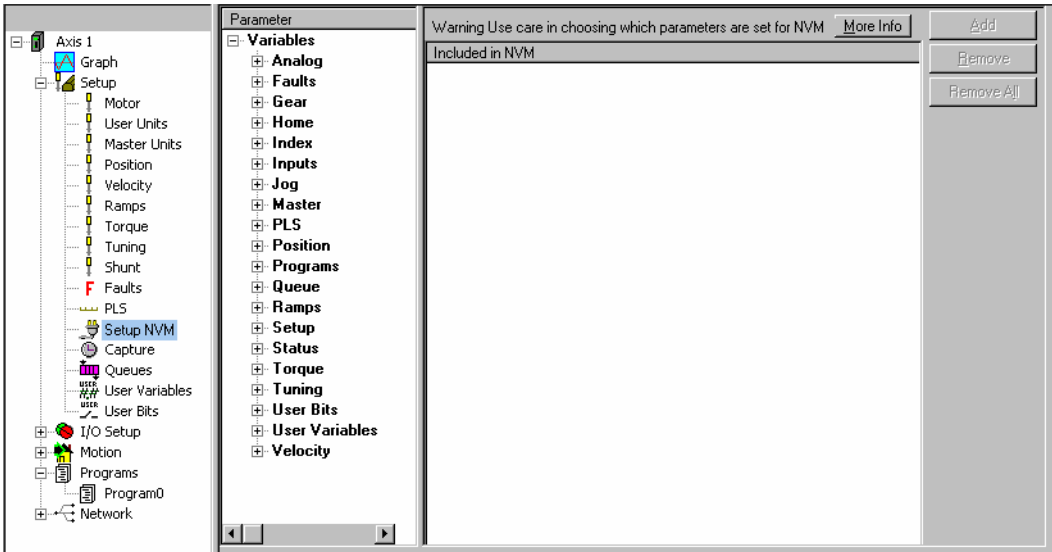 Axis 1
Graph
Setup
Motor
User Units
Master Units
Position
Velocity
Ramps
Torque
Tuning
Shunt
F Faults
PLS
Setup NVM
Capture
Queues
USER User Variables
USER User Bits
I/O Setup
Motion
Programs
Program0
Network
Parameter
Variables
Analog
Faults
Gear
Home
Index
Inputs
Jog
Master
PLS
Position
Programs
Queue
Ramps
Setup
Status
Torque
Tuning
User Bits
User Variables
Velocity
Warning Use care in choosing which parameters are set for NVM More Info
Included in NVM
Add
Remove
Remove All